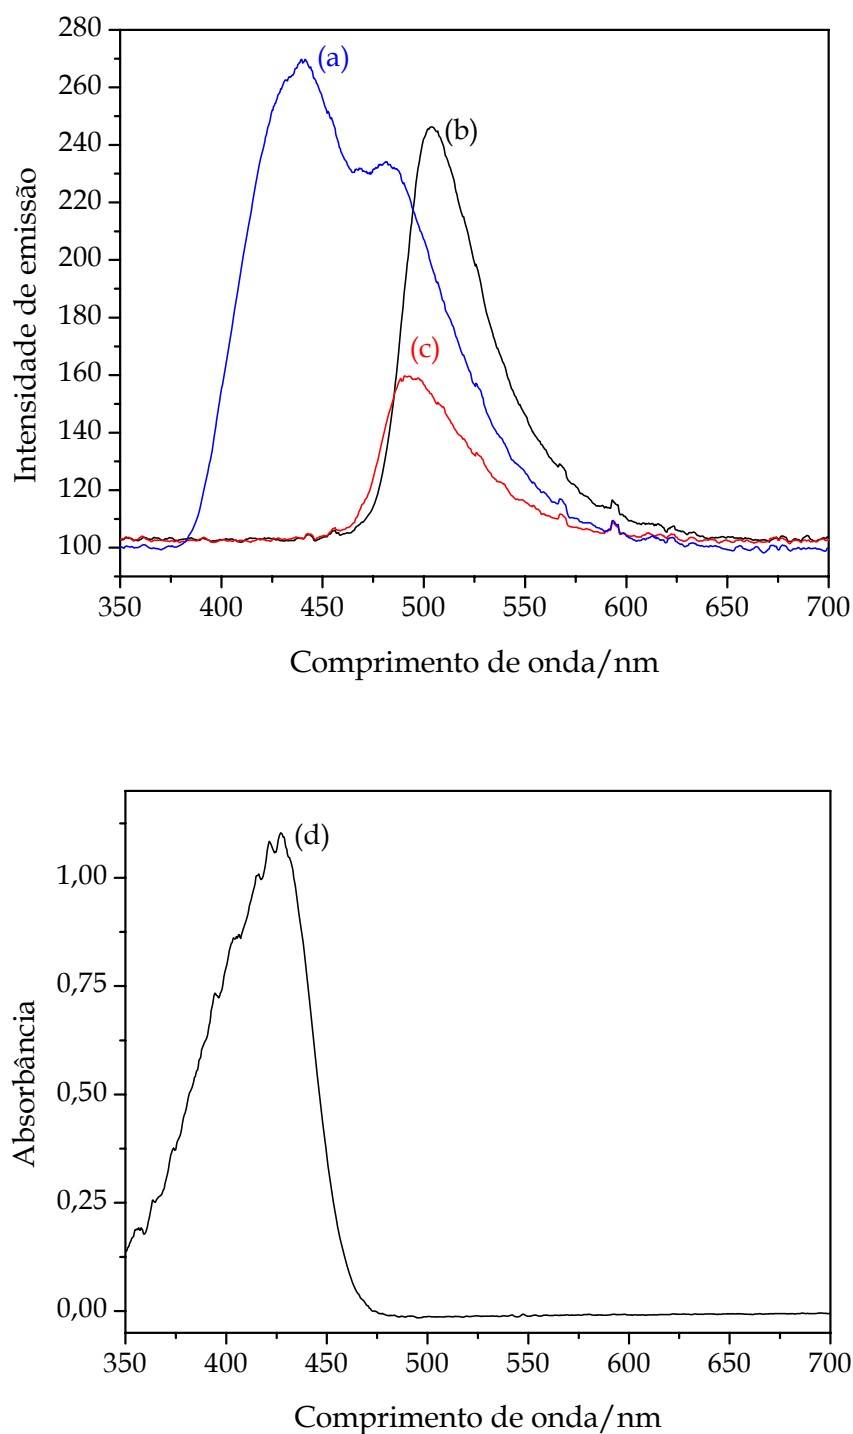 280
260
240
220
200
180
160
140
120
100
Intensidade de emissão
(a)
(b)
(c)
350 400 450 500 550 600 650 700
Comprimento de onda/nm
1,00
0,75
0,50
0,25
0,00
Absorbância
(d)
350 400 450 500 550 600 650 700
Comprimento de onda/nm